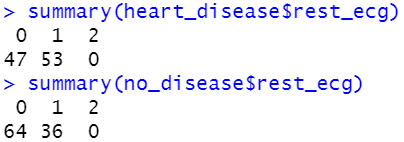 > summary(heart_disease$rest_ecg)
0 1 2
47 53 0
> summary(no_disease$rest_ecg)
0 1 2
64 36 0